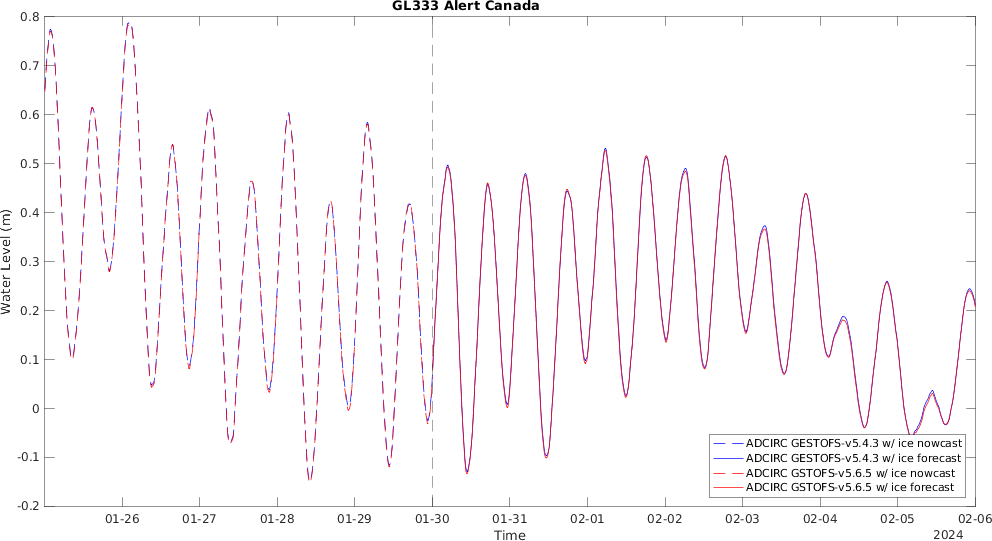 GL333 Alert Canada
0.8
0.7
0.6
0.5
0.4
0.3
0.2
0.1
0
-0.1
-0.2
Water Level (m)
ADCIRC GESTOFS-v5.4.3 w/ ice nowcast
ADCIRC GESTOFS-v5.4.3 w/ ice forecast
ADCIRC GSTOFS-v5.6.5 w/ ice nowcast
ADCIRC GSTOFS-v5.6.5 w/ ice forecast
01-26 01-27 01-28 01-29 01-30 01-31 02-01 02-02 02-03 02-04 02-05 02-06
Time
2024